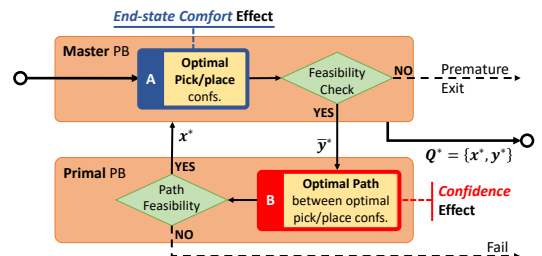 End-state Comfort Effect
Master PB
A
Optimal
Pick/place
confs.
Feasibility
Check
NO
Premature
Exit
YES
x*
ȳ*
Q* = {x*, y*}
YES
Primal PB
Path
Feasibility
B
Optimal Path
between optimal
pick/place confs.
Confidence
Effect
NO
Fail